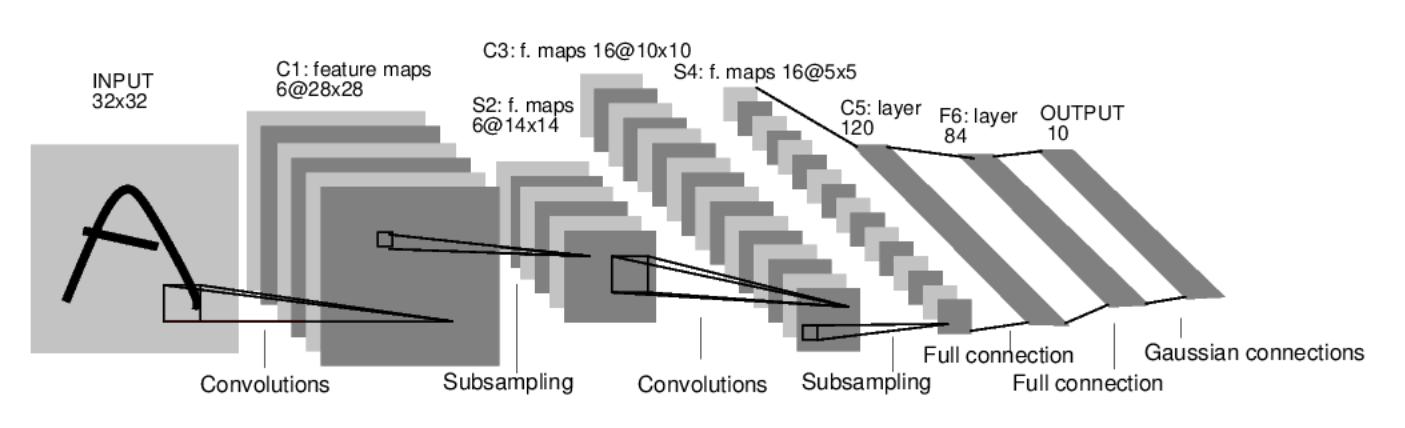 INPUT
32x32
C1: feature maps
6@28x28
S2: f. maps
6@14x14
C3: f. maps 16@10x10
S4: f. maps 16@5x5
C5: layer
120
F6: layer
84
OUTPUT
10
Convolutions
Subsampling
Convolutions
Subsampling
Full connection
Full connection
Gaussian connections